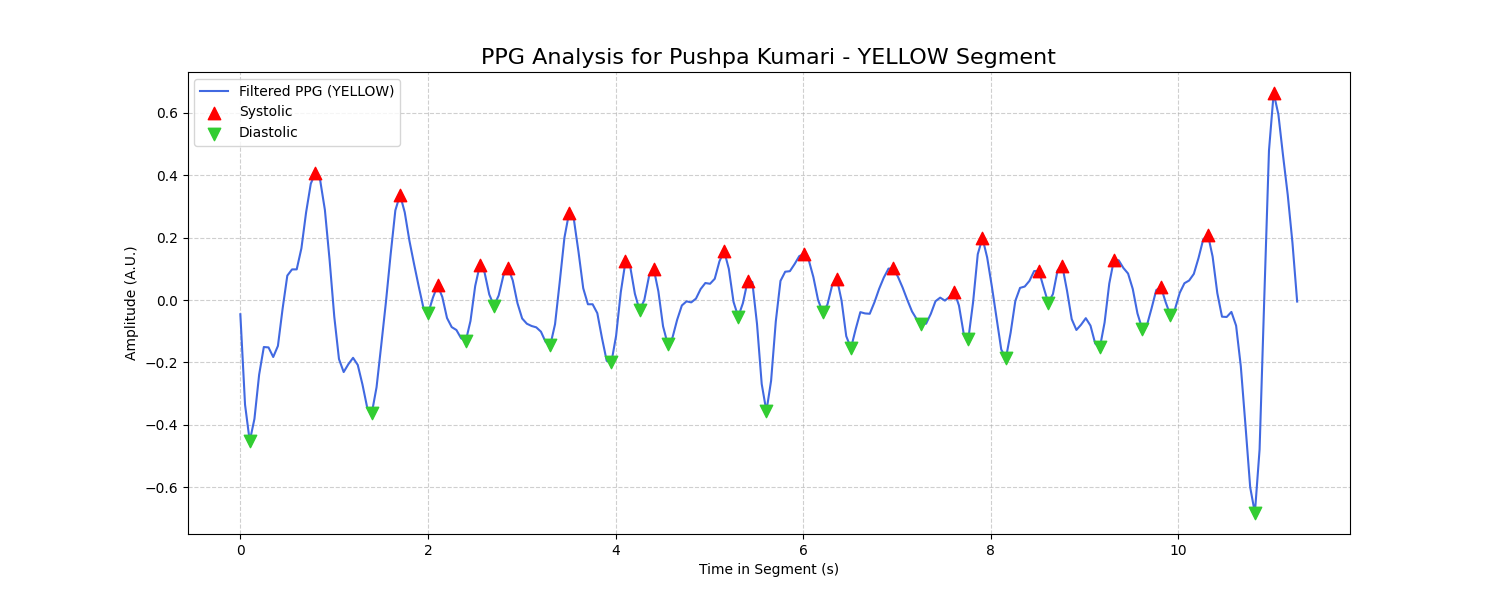 PPG Analysis for Pushpa Kumari - YELLOW Segment
Filtered PPG (YELLOW)
Systolic
Diastolic
Amplitude (A.U.)
0.6
0.4
0.2
0.0
−0.2
−0.4
−0.6
0 2 4 6 8 10
Time in Segment (s)